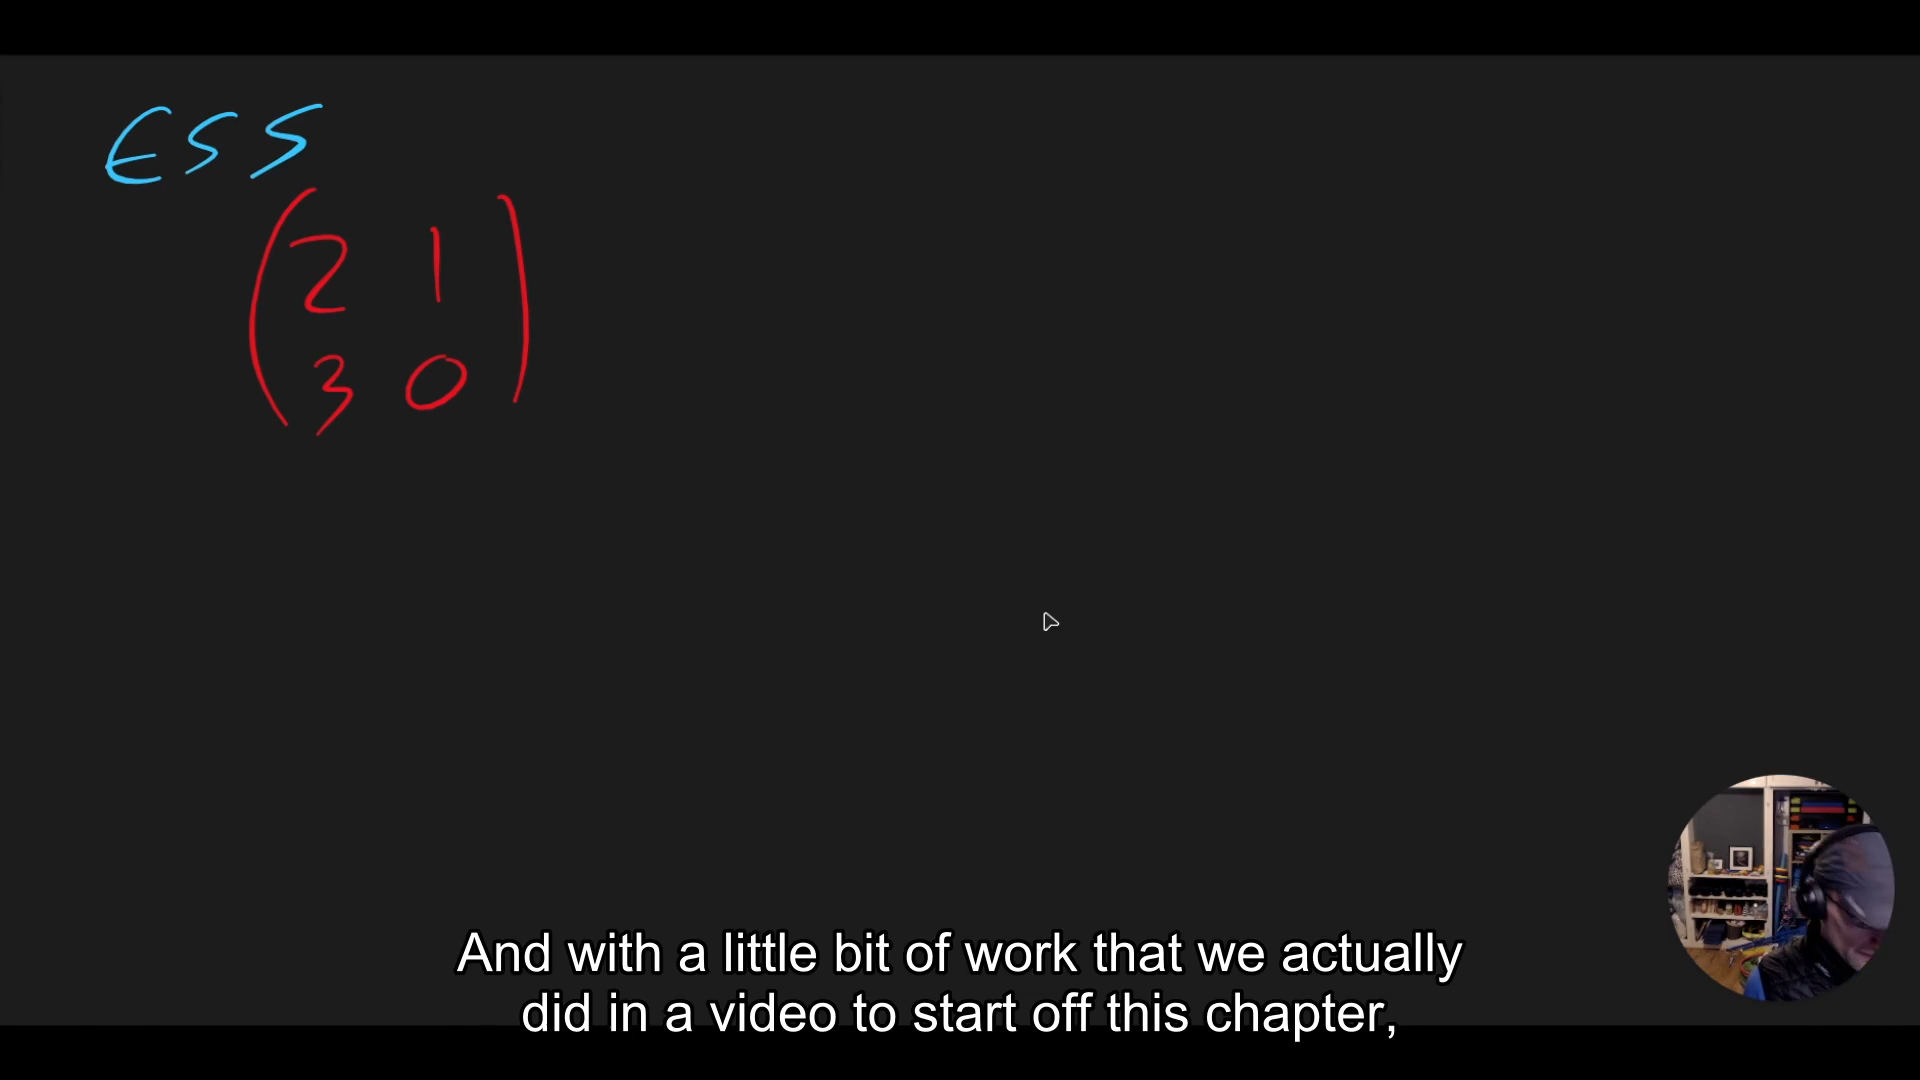 ESS
2 1
3 0
And with a little bit of work that we actually
did in a video to start off this chapter,